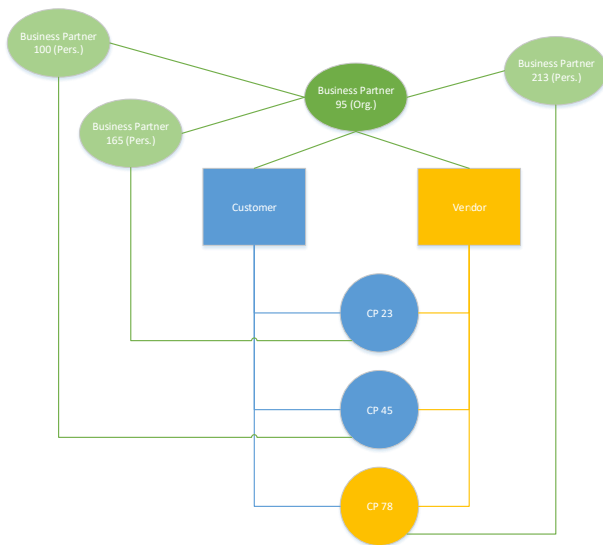 Business Partner
100 (Pers.)
Business Partner
213 (Pers.)
Business Partner
95 (Org.)
Business Partner
165 (Pers.)
Customer
Vendor
CP 23
CP 45
CP 78